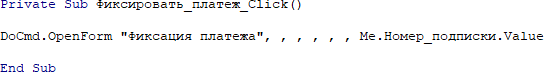 Private Sub Фиксировать_платеж_Click()
DoCmd.OpenForm "Фиксация платежа", , , , , , Me.Номер_подписки.Value
End Sub